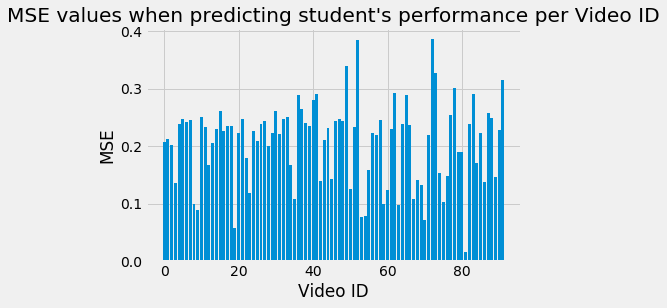 MSE values when predicting student's performance per Video ID
0.4
0.3
0.2
0.1
0.0
MSE
0 20 40 60 80
Video ID